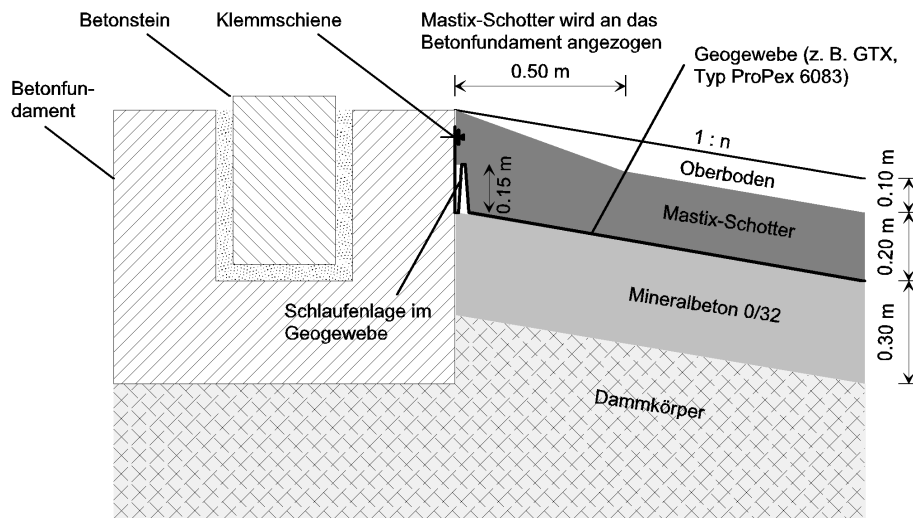 Betonstein
Klemmschiene
Mastix-Schotter wird an das
Betonfundament angezogen
0.50 m
Geogewebe (z. B. GTX,
Typ ProPex 6083)
Betonfun-
dament
1 : n
Oberboden
0.10 m
0.15 m
Mastix-Schotter
0.20 m
Schlaufenlage im
Geogewebe
Mineralbeton 0/32
0.30 m
Dammkörper